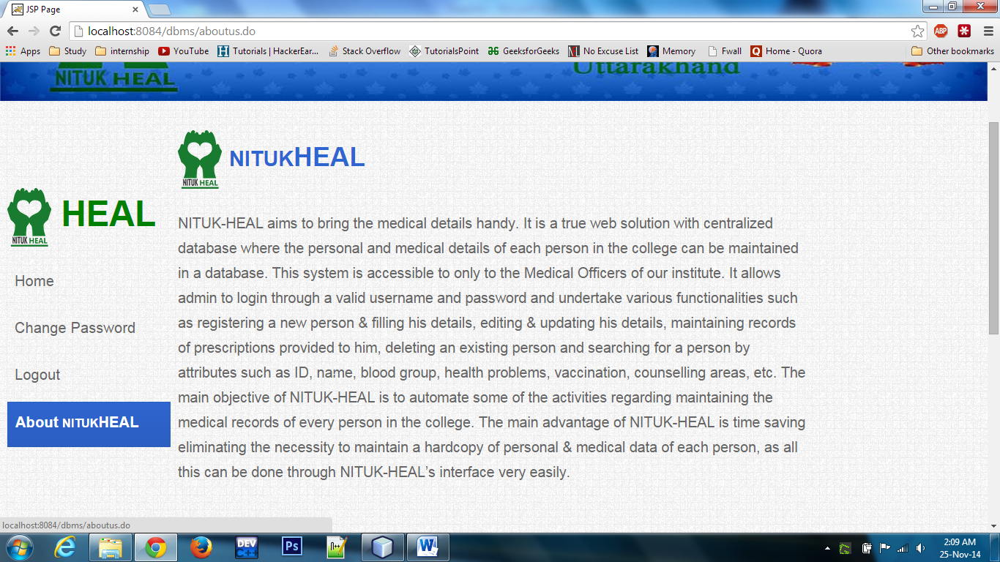 JSP Page
localhost:8084/dbms/aboutus.do
Apps Study internship YouTube Tutorials | HackerEar... Stack Overflow TutorialsPoint GeeksforGeeks No Excuse List Memory Fwall Home - Quora Other bookmarks
ABP
NITUK HEAL
Uttarakhand
NITUK HEAL
NITUKHEAL
NITUK HEAL
HEAL
Home
Change Password
Logout
About NITUKHEAL
NITUK-HEAL aims to bring the medical details handy. It is a true web solution with centralized
database where the personal and medical details of each person in the college can be maintained
in a database. This system is accessible to only to the Medical Officers of our institute. It allows
admin to login through a valid username and password and undertake various functionalities such
as registering a new person & filling his details, editing & updating his details, maintaining records
of prescriptions provided to him, deleting an existing person and searching for a person by
attributes such as ID, name, blood group, health problems, vaccination, counselling areas, etc. The
main objective of NITUK-HEAL is to automate some of the activities regarding maintaining the
medical records of every person in the college. The main advantage of NITUK-HEAL is time saving
eliminating the necessity to maintain a hardcopy of personal & medical data of each person, as all
this can be done through NITUK-HEAL’s interface very easily.
localhost:8084/dbms/aboutus.do
DEV
C++
Ps
W
2:09 AM
25-Nov-14